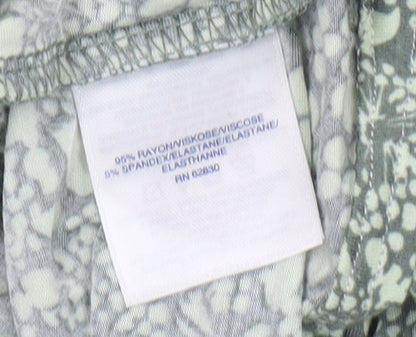 95% RAYON/VISKOSE/VISCOSE
5% SPANDEX/ELASTANE/ELASTANE/
ELASTHANNE
RN 62830